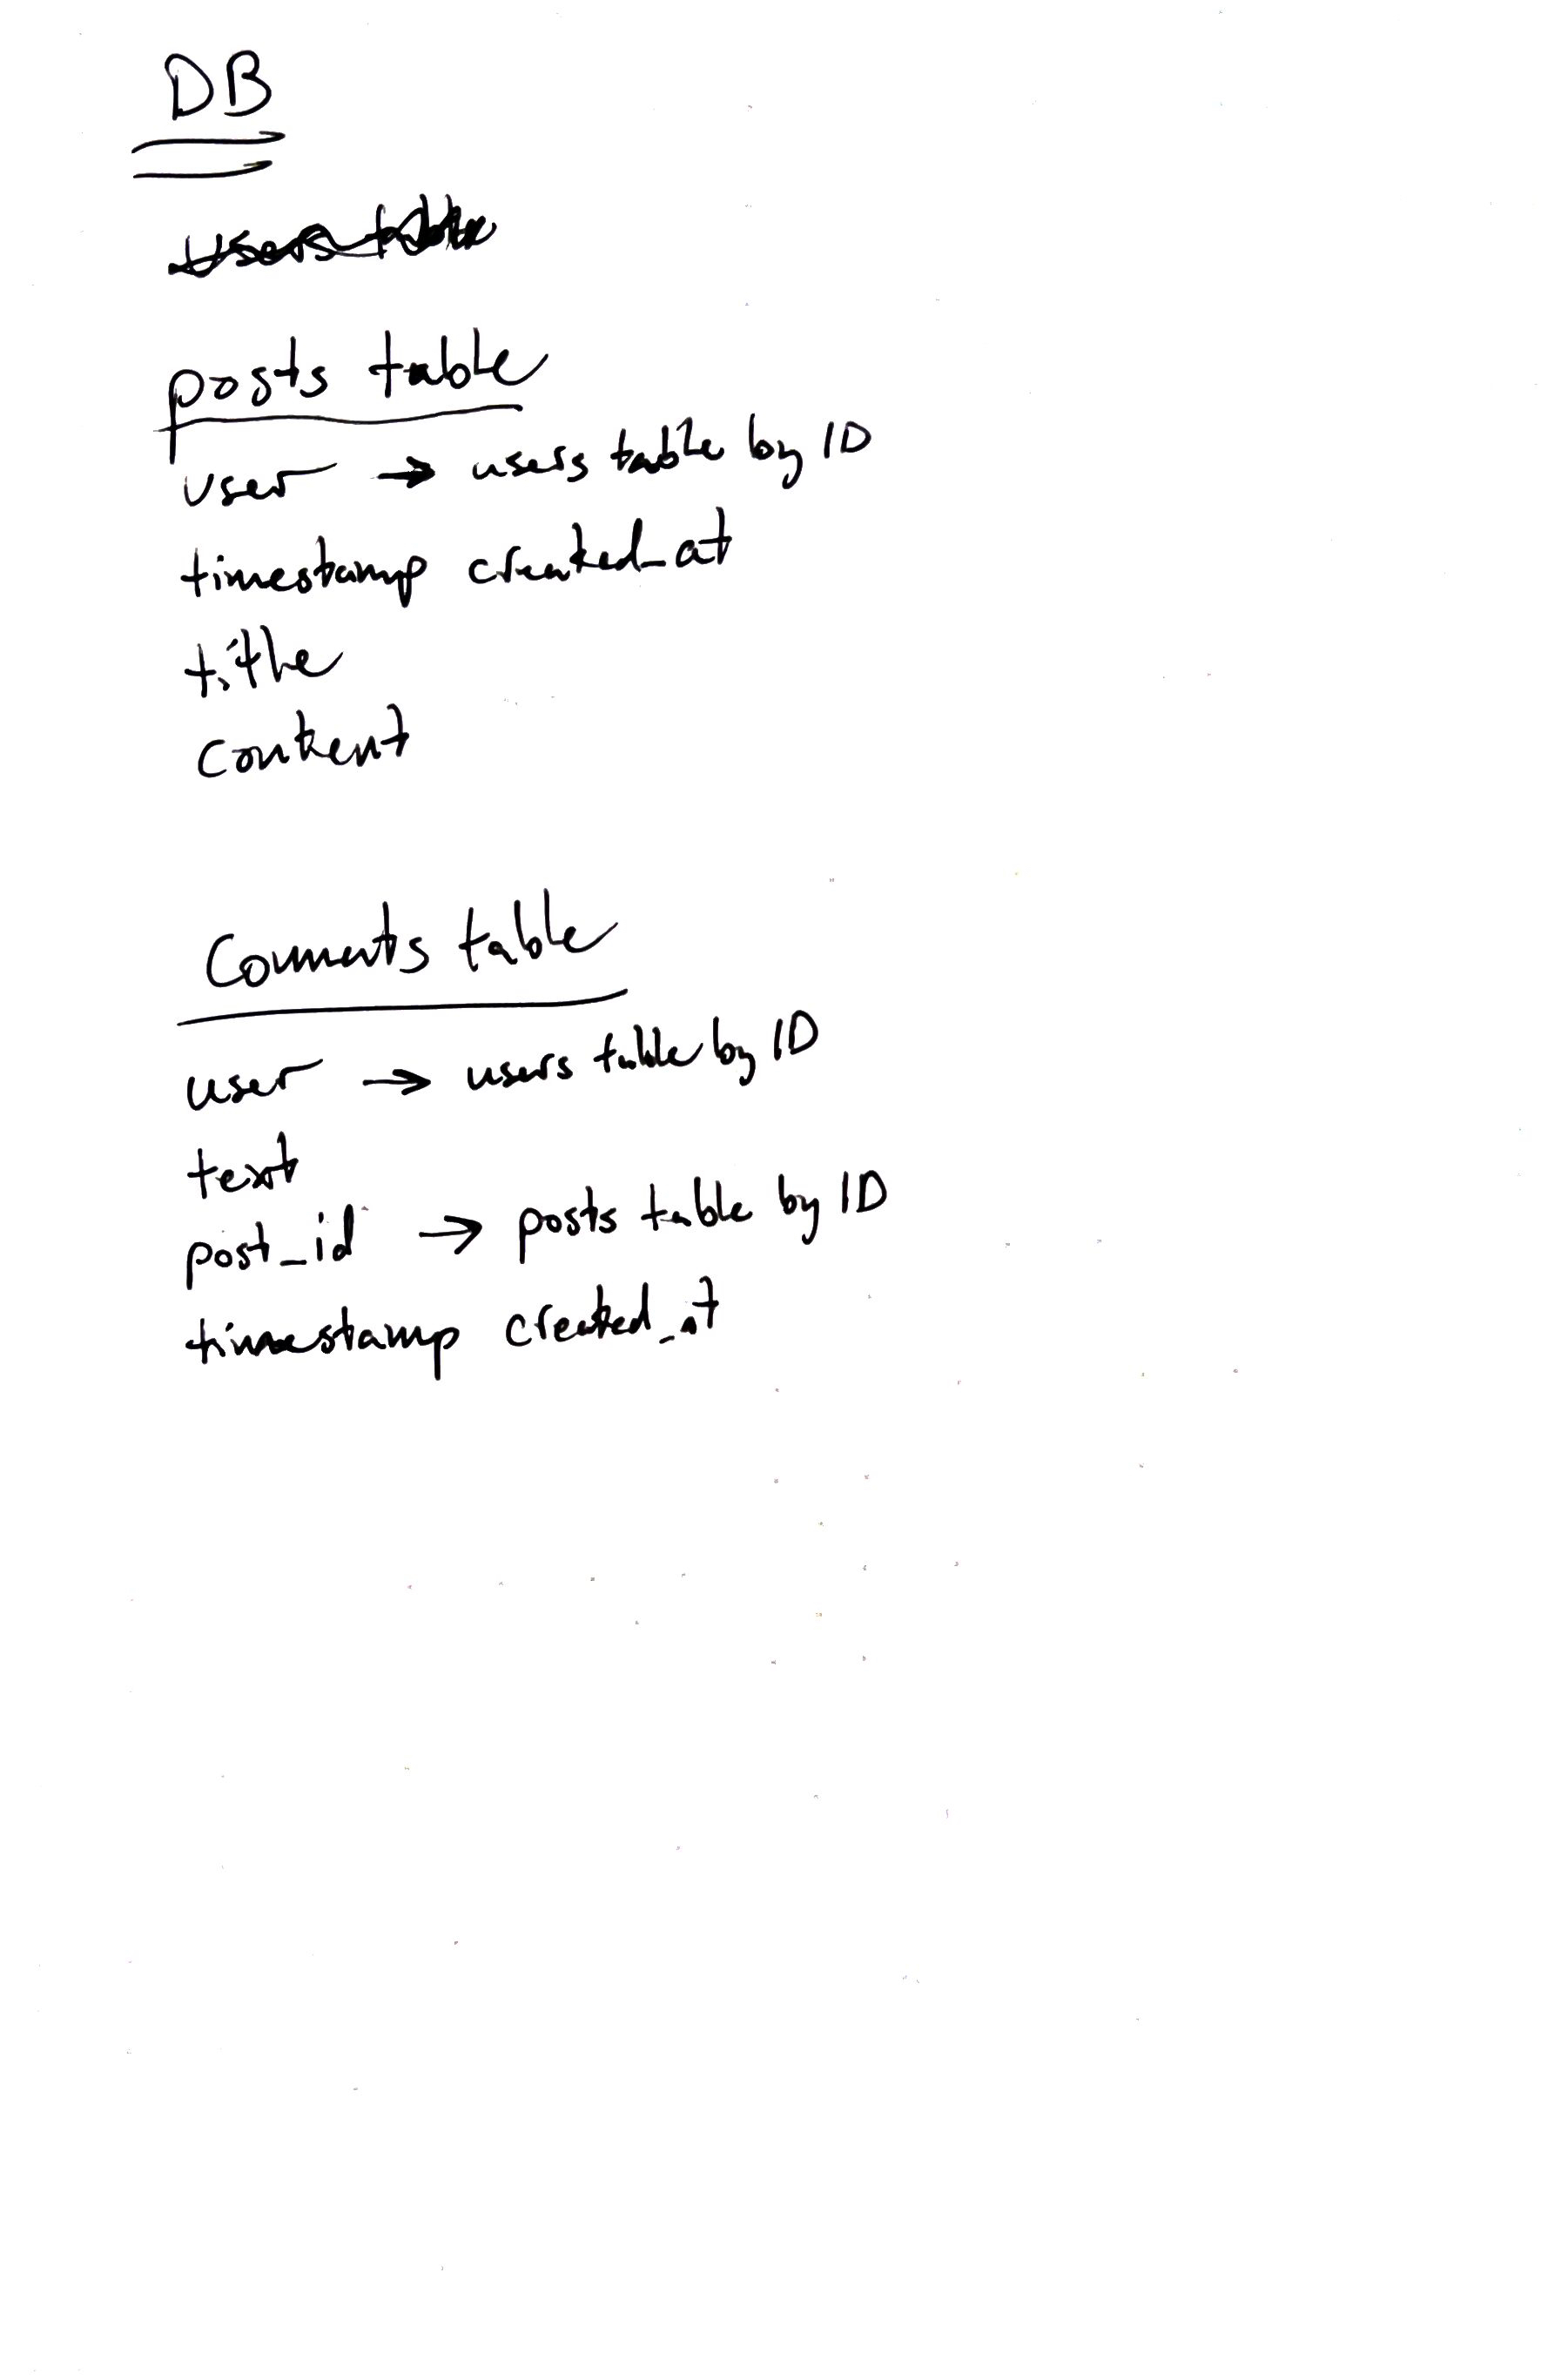 DB
users table
posts table
user → users table by ID
timestamp created_at
title
content
Comments table
user → users table by ID
text
post_id → posts table by ID
timestamp created_at